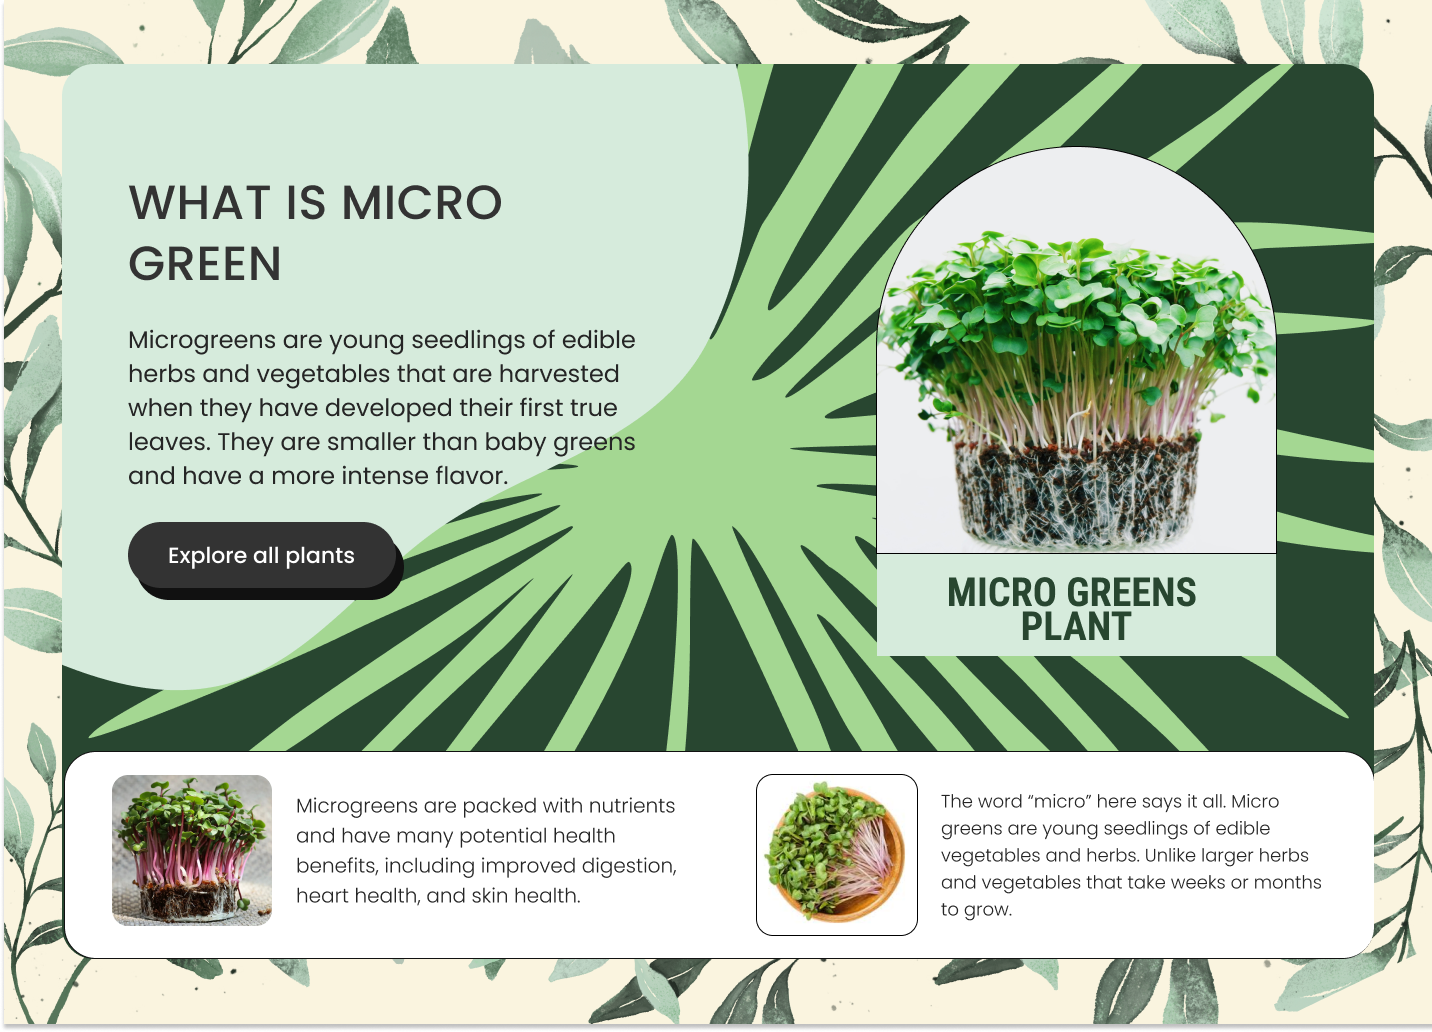 WHAT IS MICRO
GREEN
Microgreens are young seedlings of edible
herbs and vegetables that are harvested
when they have developed their first true
leaves. They are smaller than baby greens
and have a more intense flavor.
Explore all plants
MICRO GREENS
PLANT
Microgreens are packed with nutrients
and have many potential health
benefits, including improved digestion,
heart health, and skin health.
The word “micro” here says it all. Micro
greens are young seedlings of edible
vegetables and herbs. Unlike larger herbs
and vegetables that take weeks or months
to grow.